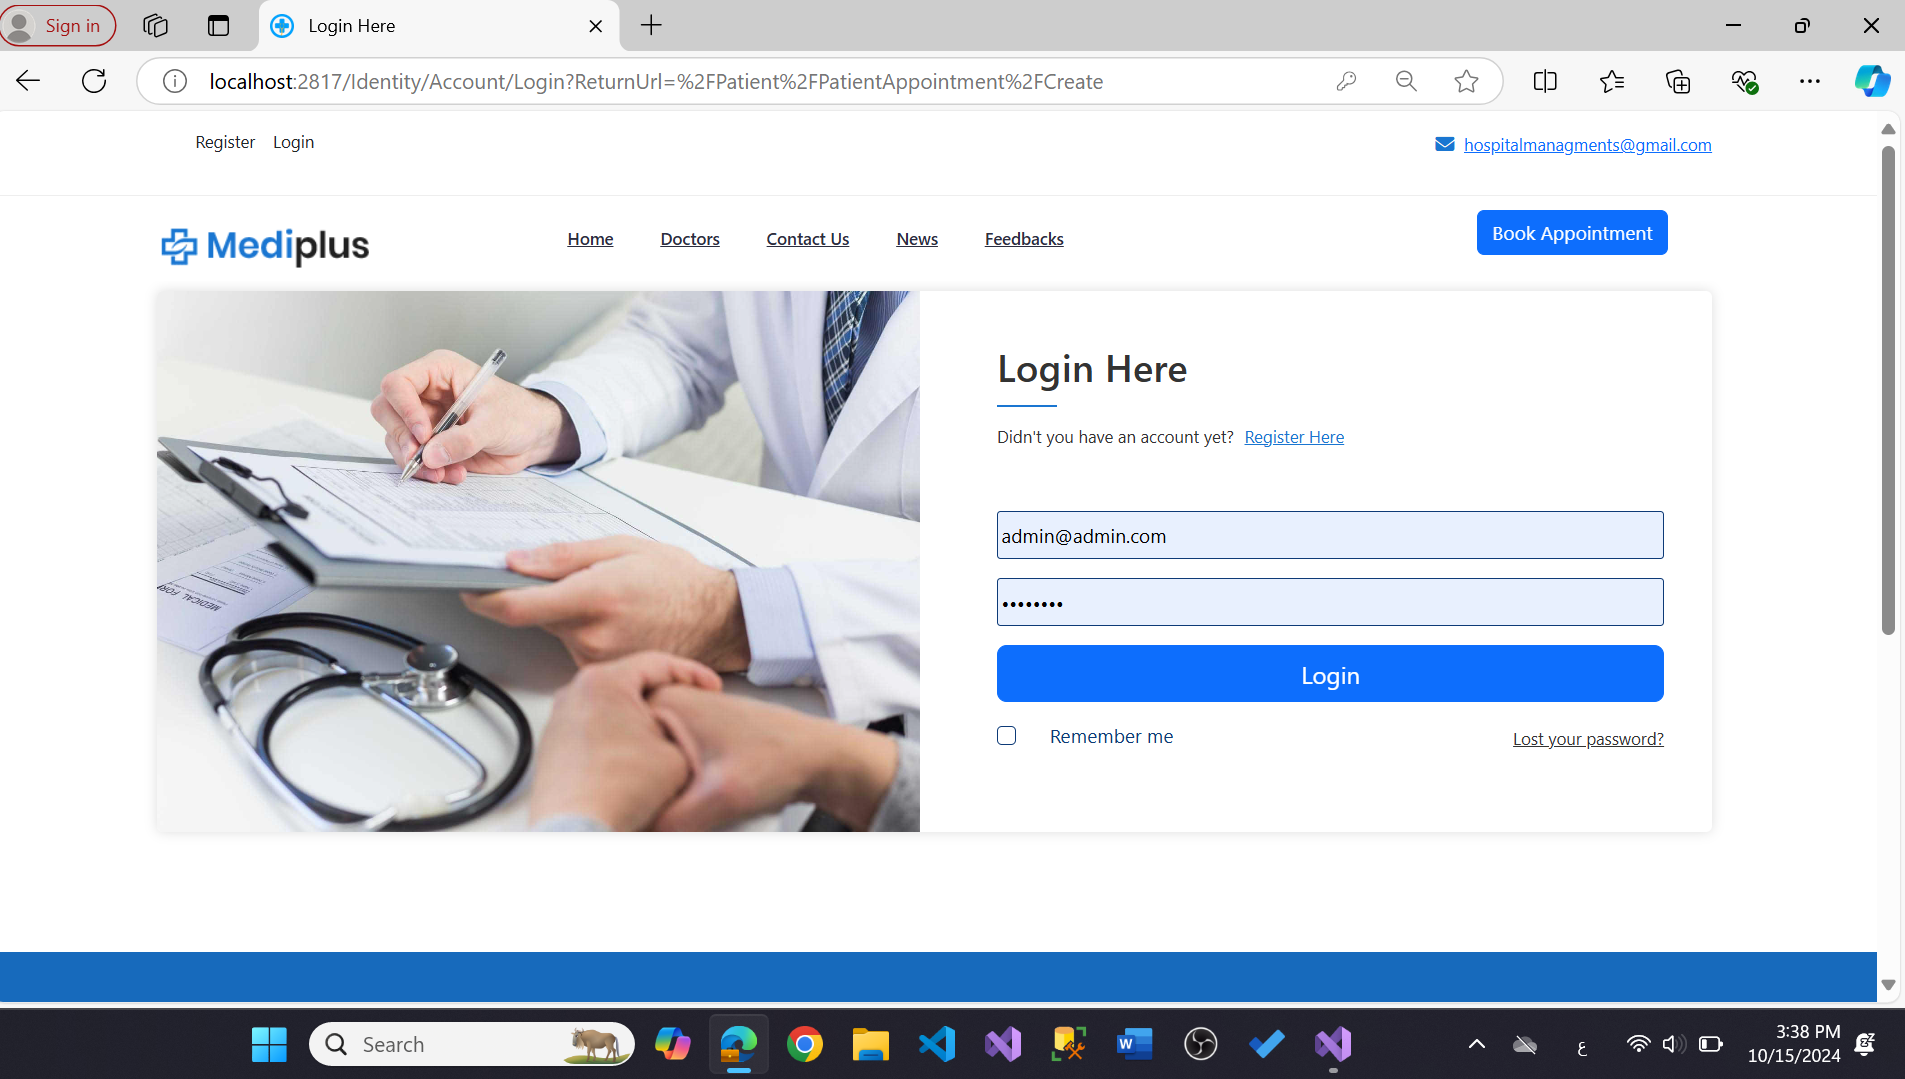 Sign in
Login Here
localhost:2817/Identity/Account/Login?ReturnUrl=%2FPatient%2FPatientAppointment%2FCreate
Register Login
hospitalmanagments@gmail.com
Mediplus
Home Doctors Contact Us News Feedbacks
Book Appointment
Login Here
Didn't you have an account yet? Register Here
admin@admin.com
••••••••
Login
Remember me
Lost your password?
MEDICAL FOR
Search
ع
3:38 PM
10/15/2024